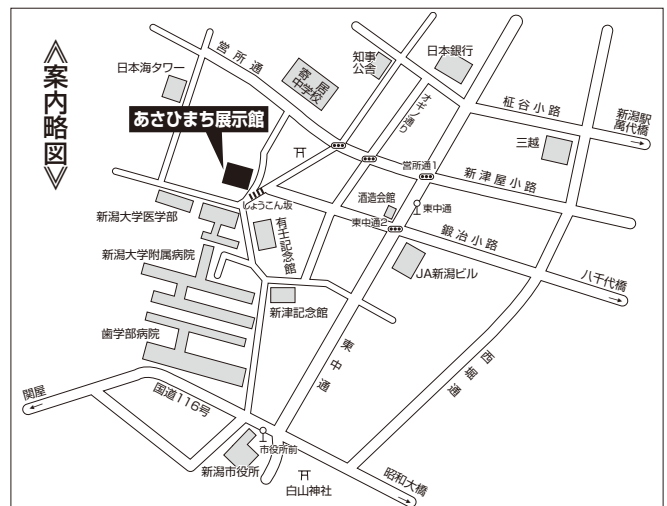 《案内略図》
営所通
寄居
中学校
知事
公舎
日本銀行
日本海タワー
オギノ通り
柾谷小路
新潟駅
萬代橋
三越
あさひまち展示館
営所通1
新津屋小路
酒造会館
東中通
しょうこん坂
東中通2
鍛冶小路
新潟大学医学部
有壬記念館
新潟大学附属病院
JA新潟ビル
八千代橋
新津記念館
歯学部病院
東中通
西堀通
関屋
国道116号
市役所前
新潟市役所
白山神社
昭和大橋